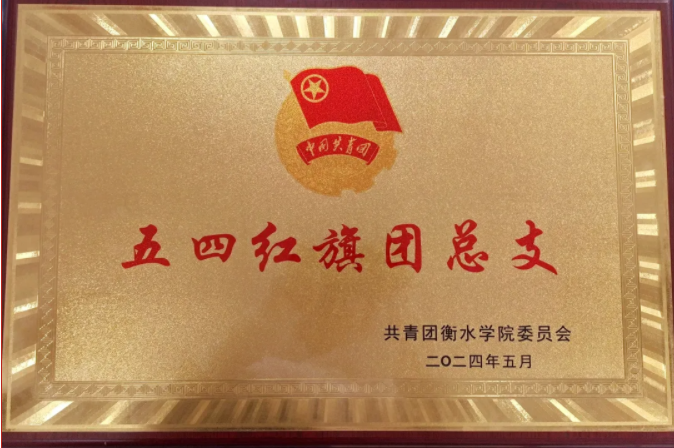 中国共青团
五四红旗团总支
共青团衡水学院委员会
二O二四年五月